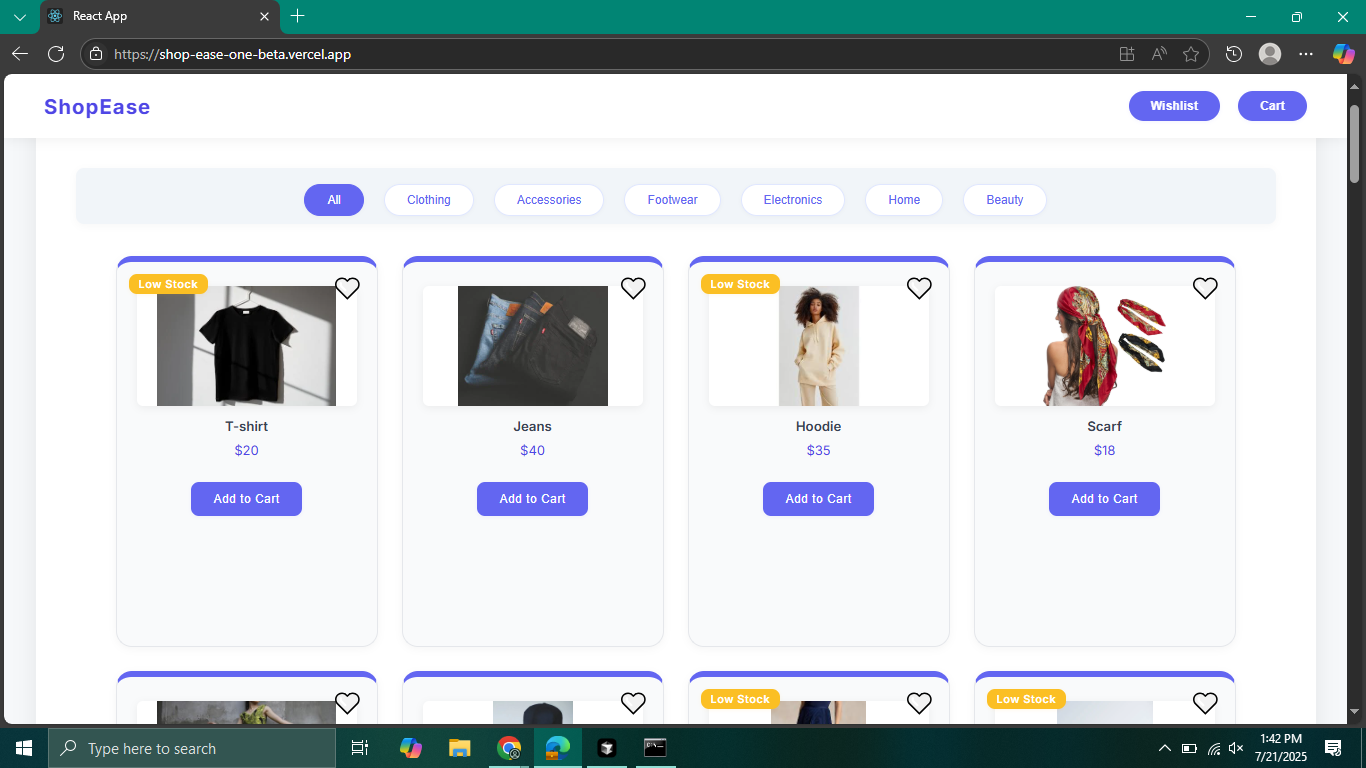 React App
https://shop-ease-one-beta.vercel.app
ShopEase
Wishlist
Cart
All
Clothing
Accessories
Footwear
Electronics
Home
Beauty
Low Stock
Low Stock
T-shirt
Jeans
Hoodie
Scarf
$20
$40
$35
$18
Add to Cart
Add to Cart
Add to Cart
Add to Cart
Low Stock
Low Stock
Type here to search
1:42 PM
7/21/2025